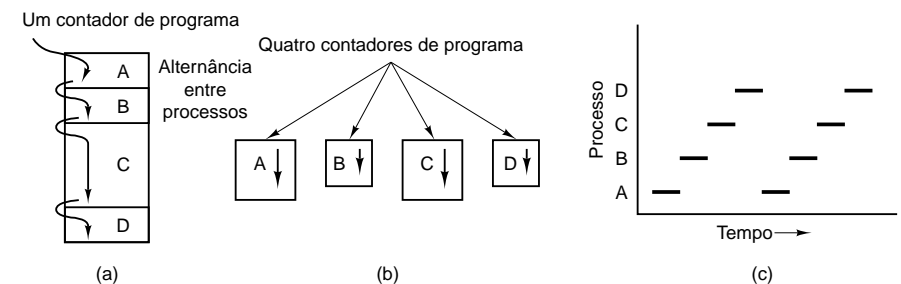 Um contador de programa
A
B
C
D
Alternância
entre
processos
(a)
Quatro contadores de programa
A
B
C
D
(b)
Processo
D
C
B
A
Tempo
(c)